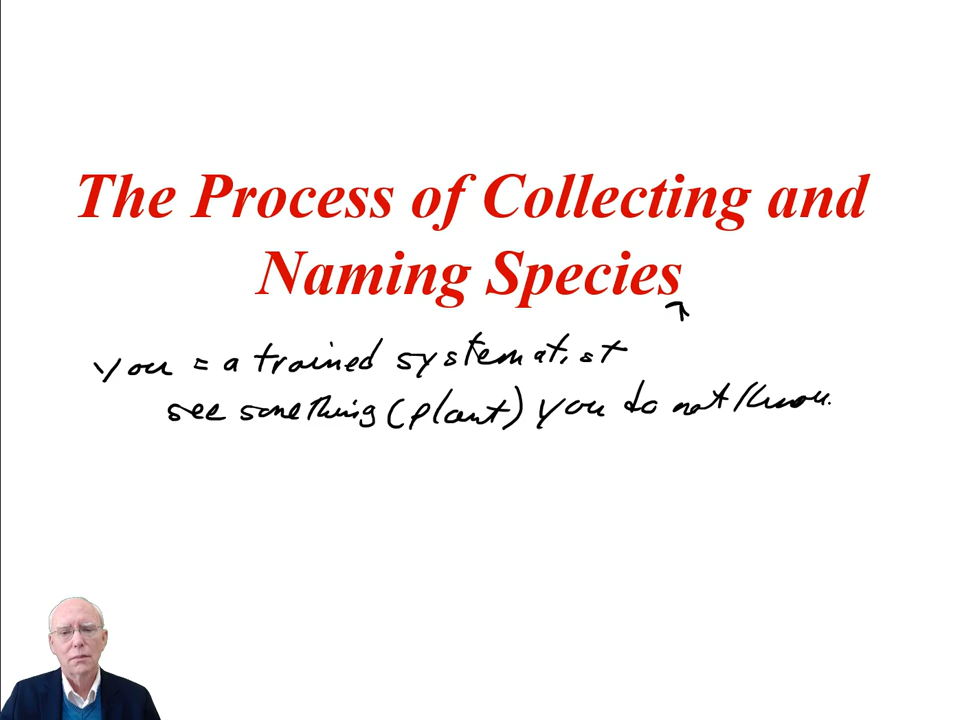 The Process of Collecting and
Naming Species
you = a trained systematist
see something (plant) you do not know.